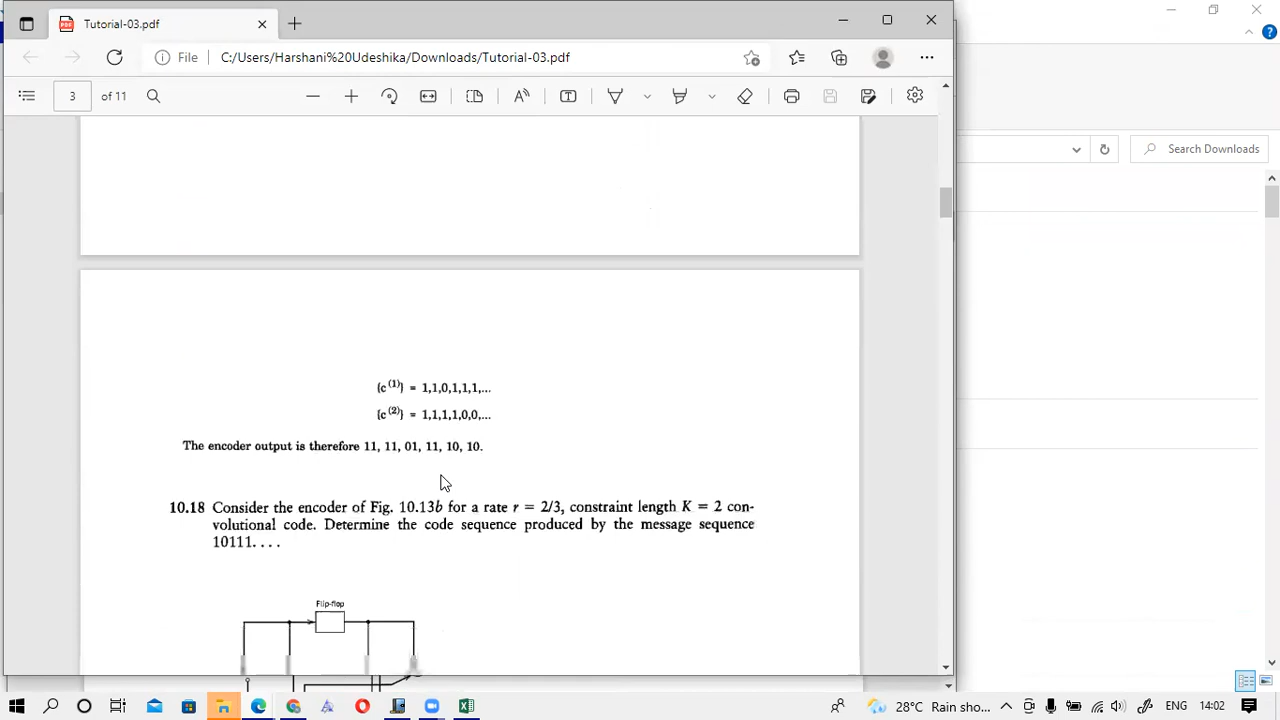 Tutorial-03.pdf
File
C:/Users/Harshani%20Udeshika/Downloads/Tutorial-03.pdf
3
of 11
Search Downloads
{c(1)} = 1,1,0,1,1,1,...
{c(2)} = 1,1,1,1,0,0,...
The encoder output is therefore 11, 11, 01, 11, 10, 10.
10.18 Consider the encoder of Fig. 10.13b for a rate r = 2/3, constraint length K = 2 con-
volutional code. Determine the code sequence produced by the message sequence
10111. . . .
Flip-flop
28°C Rain sho...
ENG
14:02